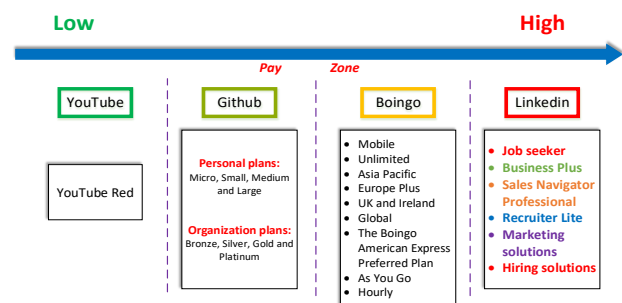 Low
High
Pay Zone
YouTube
Github
Boingo
Linkedin
YouTube Red
Personal plans:
Micro, Small, Medium
and Large
Organization plans:
Bronze, Silver, Gold and
Platinum
• Mobile
• Unlimited
• Asia Pacific
• Europe Plus
• UK and Ireland
• Global
• The Boingo
American Express
Preferred Plan
• As You Go
• Hourly
• Job seeker
• Business Plus
• Sales Navigator
Professional
• Recruiter Lite
• Marketing
solutions
• Hiring solutions